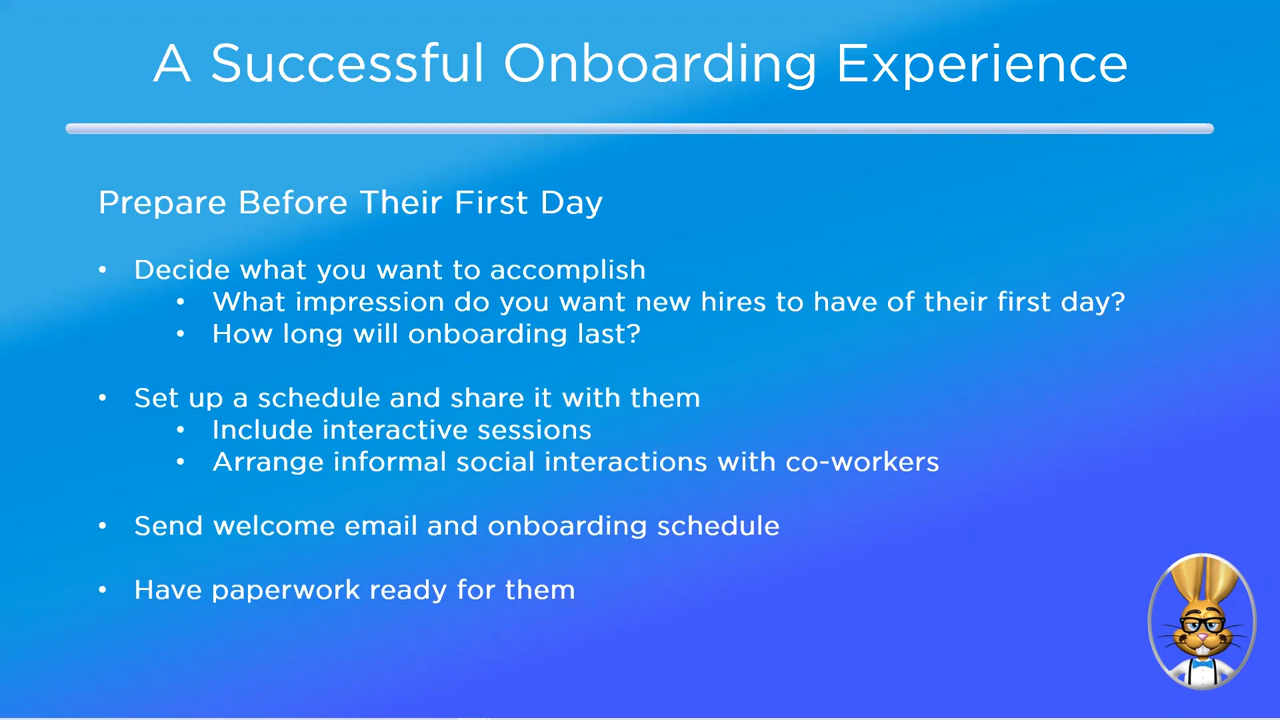 A Successful Onboarding Experience
Prepare Before Their First Day
• Decide what you want to accomplish
• What impression do you want new hires to have of their first day?
• How long will onboarding last?
• Set up a schedule and share it with them
• Include interactive sessions
• Arrange informal social interactions with co-workers
• Send welcome email and onboarding schedule
• Have paperwork ready for them